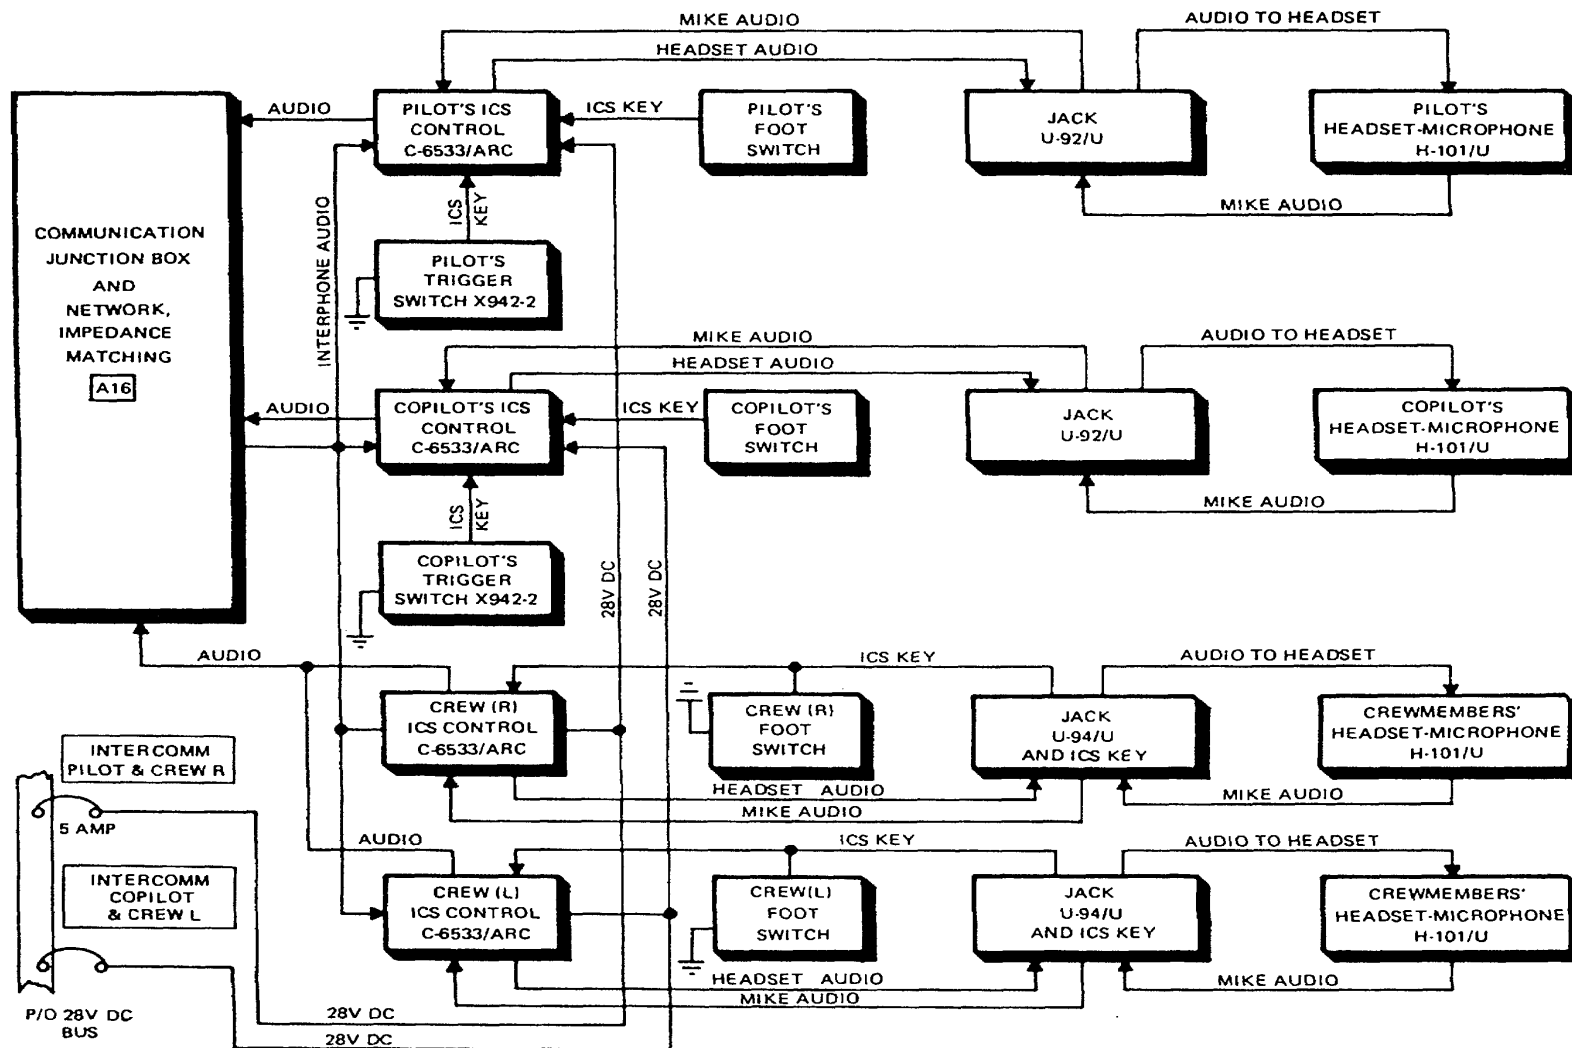 MIKE AUDIO
AUDIO TO HEADSET
HEADSET AUDIO
AUDIO
PILOT'S ICS
CONTROL
C-6533/ARC
ICS KEY
PILOT'S
FOOT
SWITCH
JACK
U-92/U
PILOT'S
HEADSET-MICROPHONE
H-101/U
MIKE AUDIO
ICS
KEY
COMMUNICATION
JUNCTION BOX
AND
NETWORK,
IMPEDANCE
MATCHING
A16
INTERPHONE AUDIO
PILOT'S
TRIGGER
SWITCH X942-2
MIKE AUDIO
AUDIO TO HEADSET
HEADSET AUDIO
AUDIO
COPILOT'S ICS
CONTROL
C-6533/ARC
ICS KEY
COPILOT'S
FOOT
SWITCH
JACK
U-92/U
COPILOT'S
HEADSET-MICROPHONE
H-101/U
MIKE AUDIO
ICS
KEY
COPILOT'S
TRIGGER
SWITCH X942-2
28V DC
28V DC
AUDIO
ICS KEY
AUDIO TO HEADSET
CREW (R)
ICS CONTROL
C-6533/ARC
CREW (R)
FOOT
SWITCH
JACK
U-94/U
AND ICS KEY
CREWMEMBERS'
HEADSET-MICROPHONE
H-101/U
HEADSET AUDIO
MIKE AUDIO
MIKE AUDIO
INTERCOMM
PILOT & CREW R
5 AMP
AUDIO
ICS KEY
AUDIO TO HEADSET
INTERCOMM
COPILOT
& CREW L
CREW (L)
ICS CONTROL
C-6533/ARC
CREW(L)
FOOT
SWITCH
JACK
U-94/U
AND ICS KEY
CREWMEMBERS'
HEADSET-MICROPHONE
H-101/U
HEADSET AUDIO
MIKE AUDIO
MIKE AUDIO
P/O 28V DC
BUS
28V DC
28V DC